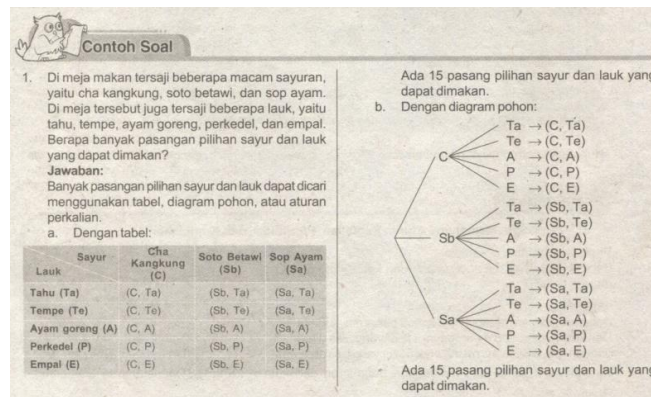 Contoh Soal
1. Di meja makan tersaji beberapa macam sayuran,
yaitu cha kangkung, soto betawi, dan sop ayam.
Di meja tersebut juga tersaji beberapa lauk, yaitu
tahu, tempe, ayam goreng, perkedel, dan empal.
Berapa banyak pasangan pilihan sayur dan lauk
yang dapat dimakan?
Jawaban:
Banyak pasangan pilihan sayur dan lauk dapat dicari
menggunakan tabel, diagram pohon, atau aturan
perkalian.
a. Dengan tabel:
Sayur
Lauk
Cha
Kangkung
(C)
Soto Betawi
(Sb)
Sop Ayam
(Sa)
Tahu (Ta) (C, Ta) (Sb, Ta) (Sa, Ta)
Tempe (Te) (C, Te) (Sb, Te) (Sa, Te)
Ayam goreng (A) (C, A) (Sb, A) (Sa, A)
Perkedel (P) (C, P) (Sb, P) (Sa, P)
Empal (E) (C, E) (Sb, E) (Sa, E)
Ada 15 pasang pilihan sayur dan lauk yang
dapat dimakan.
b. Dengan diagram pohon:
C
Ta → (C, Ta)
Te → (C, Te)
A → (C, A)
P → (C, P)
E → (C, E)
Sb
Ta → (Sb, Ta)
Te → (Sb, Te)
A → (Sb, A)
P → (Sb, P)
E → (Sb, E)
Sa
Ta → (Sa, Ta)
Te → (Sa, Te)
A → (Sa, A)
P → (Sa, P)
E → (Sa, E)
Ada 15 pasang pilihan sayur dan lauk yang
dapat dimakan.